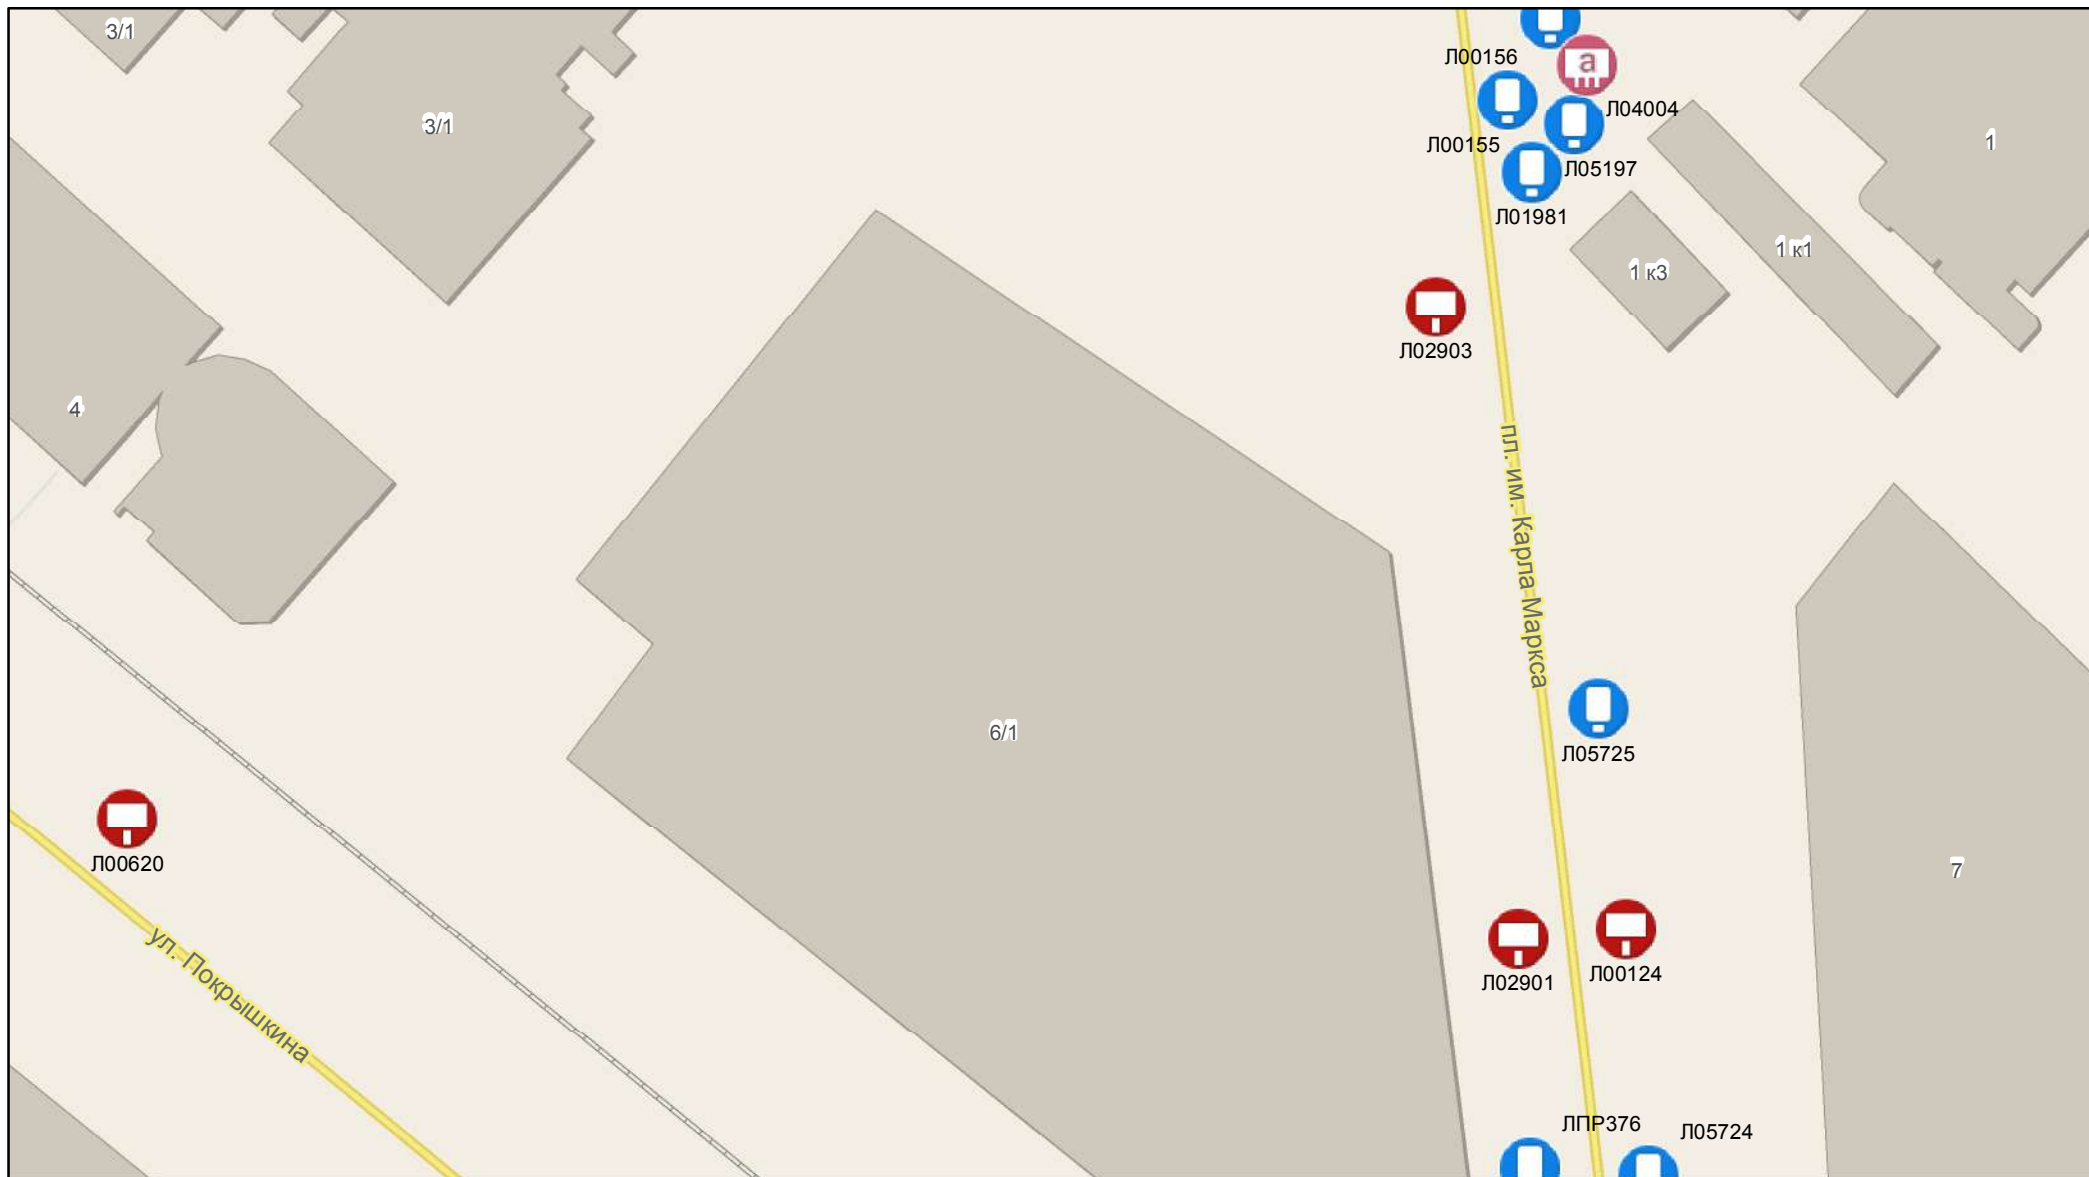 3/1
Л00156
а
3/1
Л04004
1
Л00155
Л05197
Л01981
1 к1
1 к3
Л02903
4
пл. им. Карла Маркса
6/1
Л05725
Л00620
7
ул. Покрышкина
Л02901
Л00124
ЛПР376
Л05724